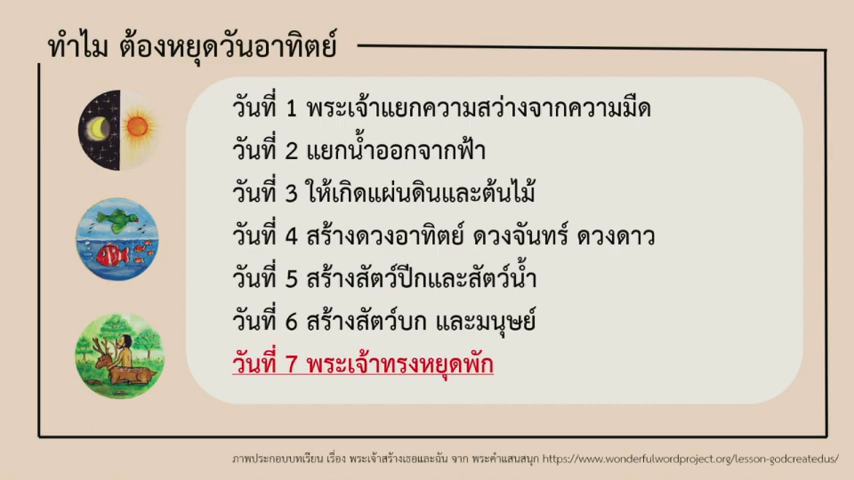 ทำไม ต้องหยุดวันอาทิตย์
วันที่ 1 พระเจ้าแยกความสว่างจากความมืด
วันที่ 2 แยกน้ำออกจากฟ้า
วันที่ 3 ให้เกิดแผ่นดินและต้นไม้
วันที่ 4 สร้างดวงอาทิตย์ ดวงจันทร์ ดวงดาว
วันที่ 5 สร้างสัตว์ปีกและสัตว์น้ำ
วันที่ 6 สร้างสัตว์บก และมนุษย์
วันที่ 7 พระเจ้าทรงหยุดพัก
ภาพประกอบบทเรียน เรื่อง พระเจ้าสร้างเธอและฉัน จาก พระคำแสนสนุก https://www.wonderfulwordproject.org/lesson-godcreatedus/